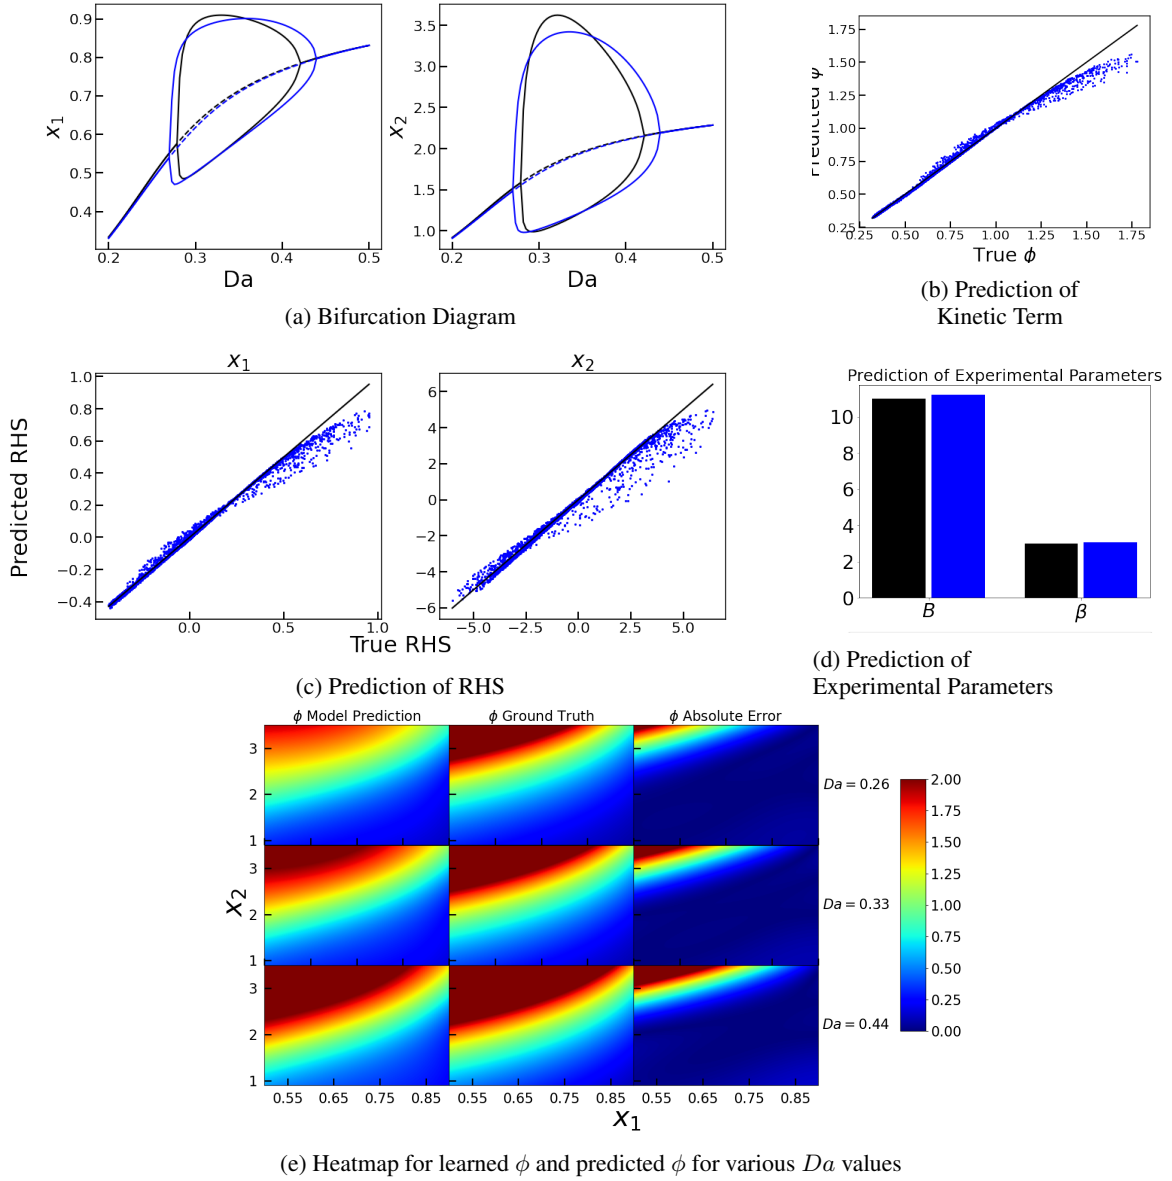 0.9
0.8
0.7
0.6
0.5
0.4
x1
0.2 0.3 0.4 0.5
Da
3.5
3.0
2.5
2.0
1.5
1.0
x2
0.2 0.3 0.4 0.5
Da
(a) Bifurcation Diagram
1.75
1.50
1.25
1.00
0.75
0.50
0.25
Predicted
0.25 0.50 0.75 1.00 1.25 1.50 1.75
True ϕ
(b) Prediction of
Kinetic Term
x1
1.0
0.8
0.6
0.4
0.2
0.0
−0.2
−0.4
Predicted RHS
0.0 0.5 1.0
x2
6
4
2
0
−2
−4
−6
−5.0 −2.5 0.0 2.5 5.0
True RHS
(c) Prediction of RHS
Prediction of Experimental Parameters
10
8
6
4
2
0
B β
(d) Prediction of
Experimental Parameters
ϕ Model Prediction ϕ Ground Truth ϕ Absolute Error
3
2
1
Da = 0.26
3
2
1
Da = 0.33
3
2
1
Da = 0.44
x2
0.55 0.65 0.75 0.85 0.55 0.65 0.75 0.85 0.55 0.65 0.75 0.85
x1
2.00
1.75
1.50
1.25
1.00
0.75
0.50
0.25
0.00
(e) Heatmap for learned ϕ and predicted ϕ for various Da values